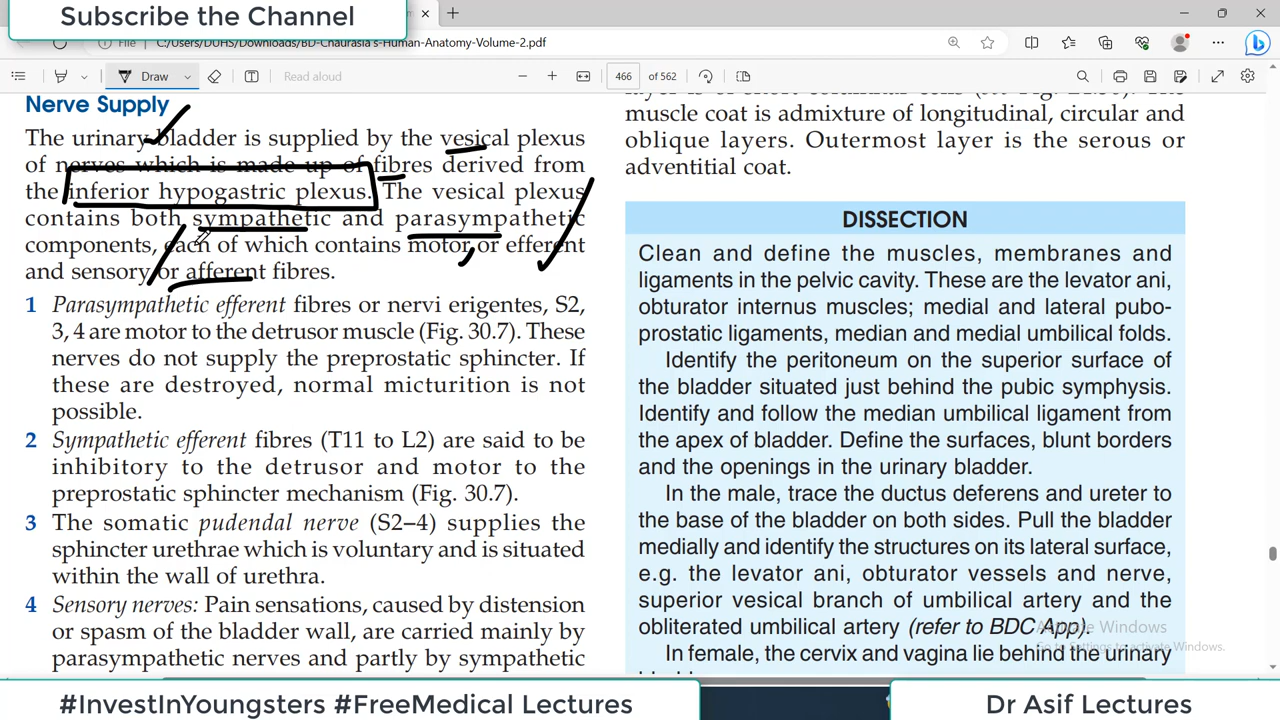 Subscribe the Channel
File
C:/Users/DUHS/Downloads/BD-Chaurasia's-Human-Anatomy-Volume-2.pdf
Draw
Read aloud
466 of 562
Nerve Supply
The urinary bladder is supplied by the vesical plexus
of nerves which is made up of fibres derived from
the inferior hypogastric plexus. The vesical plexus
contains both sympathetic and parasympathetic
components, each of which contains motor, or efferent
and sensory or afferent fibres.
1 Parasympathetic efferent fibres or nervi erigentes, S2,
3, 4 are motor to the detrusor muscle (Fig. 30.7). These
nerves do not supply the preprostatic sphincter. If
these are destroyed, normal micturition is not
possible.
2 Sympathetic efferent fibres (T11 to L2) are said to be
inhibitory to the detrusor and motor to the
preprostatic sphincter mechanism (Fig. 30.7).
3 The somatic pudendal nerve (S2–4) supplies the
sphincter urethrae which is voluntary and is situated
within the wall of urethra.
4 Sensory nerves: Pain sensations, caused by distension
or spasm of the bladder wall, are carried mainly by
parasympathetic nerves and partly by sympathetic
muscle coat is admixture of longitudinal, circular and
oblique layers. Outermost layer is the serous or
adventitial coat.
DISSECTION
Clean and define the muscles, membranes and
ligaments in the pelvic cavity. These are the levator ani,
obturator internus muscles; medial and lateral pubo-
prostatic ligaments, median and medial umbilical folds.
Identify the peritoneum on the superior surface of
the bladder situated just behind the pubic symphysis.
Identify and follow the median umbilical ligament from
the apex of bladder. Define the surfaces, blunt borders
and the openings in the urinary bladder.
In the male, trace the ductus deferens and ureter to
the base of the bladder on both sides. Pull the bladder
medially and identify the structures on its lateral surface,
e.g. the levator ani, obturator vessels and nerve,
superior vesical branch of umbilical artery and the
obliterated umbilical artery (refer to BDC App).
In female, the cervix and vagina lie behind the urinary
Activate Windows
Go to Settings to activate Windows.
#InvestInYoungsters #FreeMedical Lectures
Dr Asif Lectures